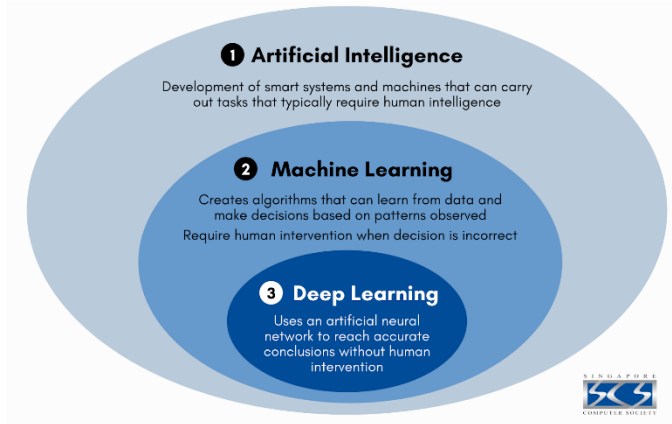 1 Artificial Intelligence
Development of smart systems and machines that can carry
out tasks that typically require human intelligence
2 Machine Learning
Creates algorithms that can learn from data and
make decisions based on patterns observed
Require human intervention when decision is incorrect
3 Deep Learning
Uses an artificial neural
network to reach accurate
conclusions without human
intervention
SINGAPORE
SCS
COMPUTER SOCIETY